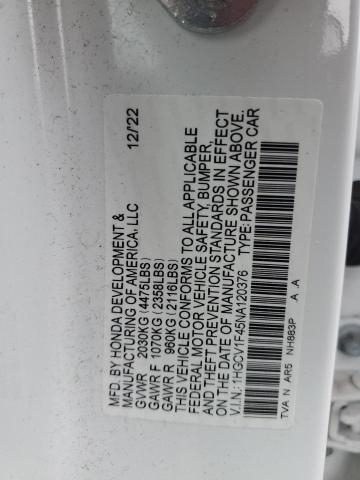 MFD. BY HONDA DEVELOPMENT & 12/22
MANUFACTURING OF AMERICA, LLC
GVWR 2030KG (4475LBS)
GAWR F 1070KG (2358LBS)
GAWR R 960KG (2116LBS)
THIS VEHICLE CONFORMS TO ALL APPLICABLE
FEDERAL MOTOR VEHICLE SAFETY, BUMPER,
AND THEFT PREVENTION STANDARDS IN EFFECT
ON THE DATE OF MANUFACTURE SHOWN ABOVE.
V.I.N.: 1HGCV1F45NA120376 TYPE: PASSENGER CAR
TVA N AR5 NH883P A A